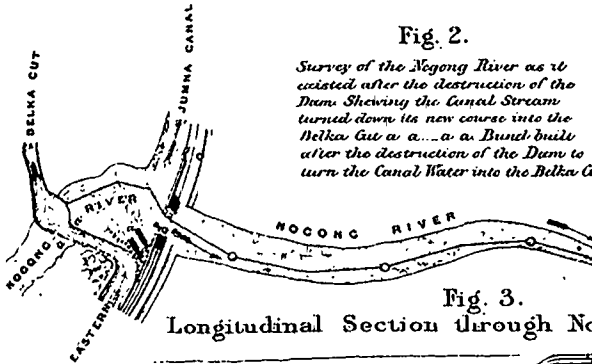 Fig. 2.
Survey of the Nogong River as it
existed after the destruction of the
Dam Shewing the Canal Stream
turned down its new course into the
Belka Cut a a....a a Bund built
after the destruction of the Dam to
turn the Canal Water into the Belka C
BELKA CUT
JUMNA CANAL
NOGONG RIVER
NOGONG RIVER
EASTERN
Fig. 3.
Longitudinal Section through No